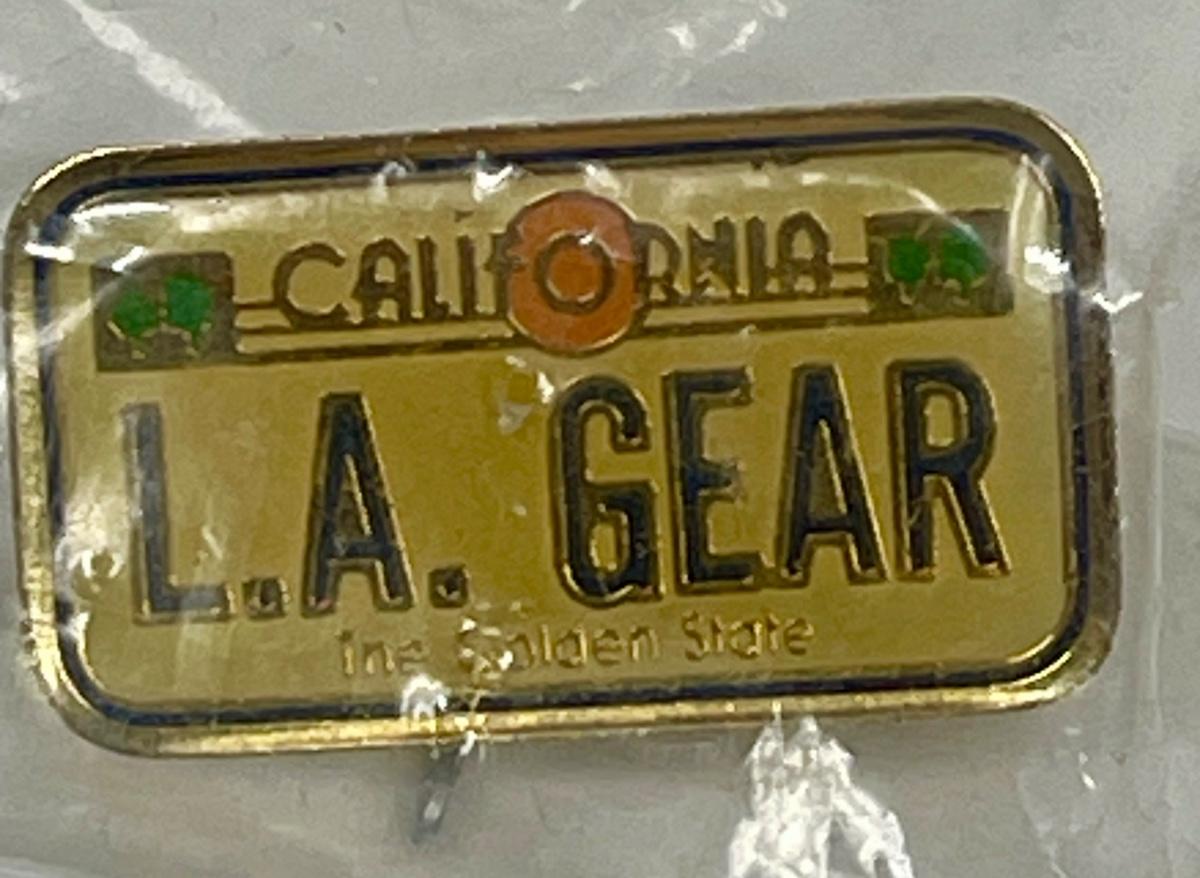 CALIFORNIA
L.A. GEAR
The Golden State